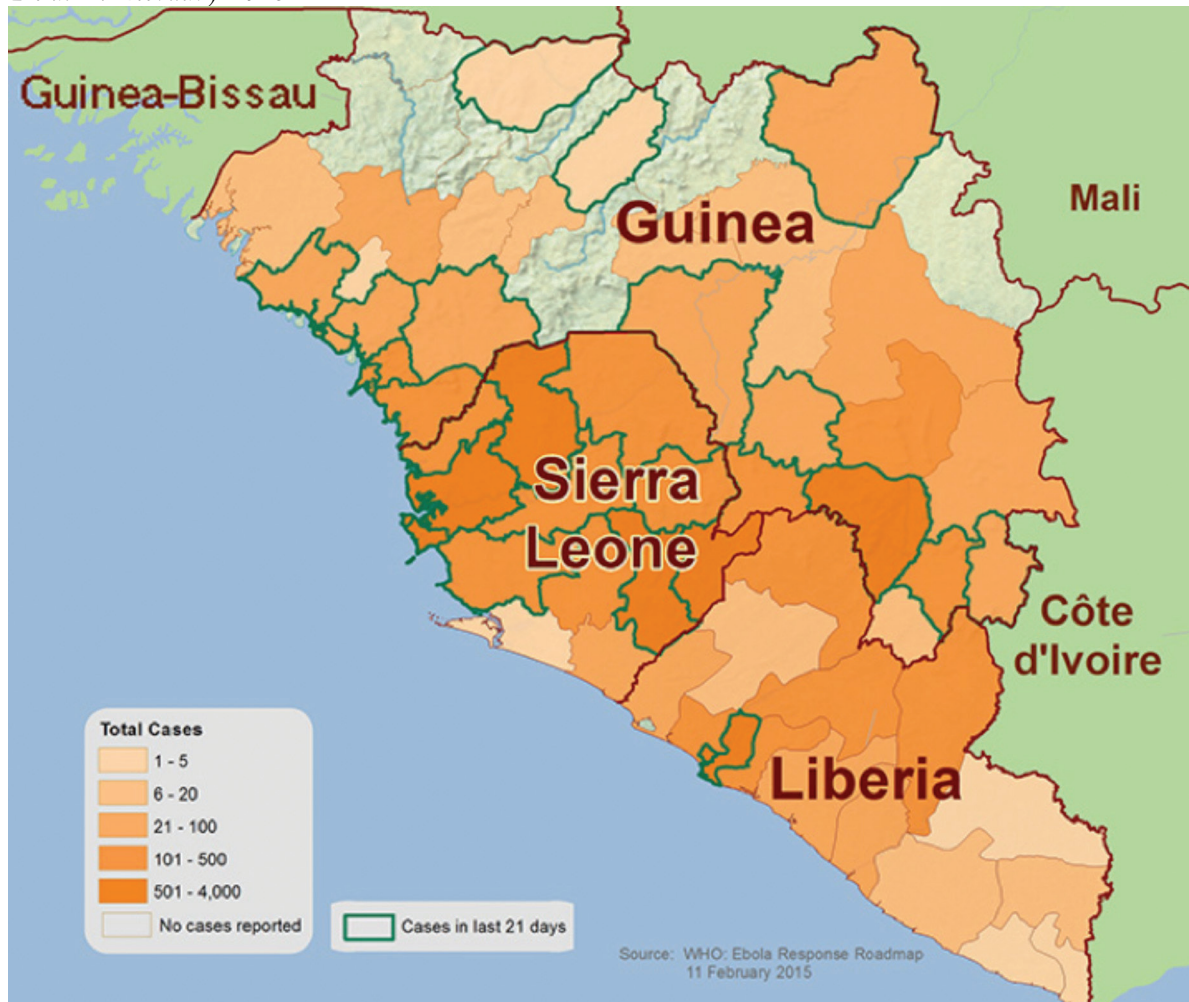 Guinea-Bissau
Mali
Guinea
Sierra
Leone
Côte
d'Ivoire
Liberia
Total Cases
1 - 5
6 - 20
21 - 100
101 - 500
501 - 4,000
No cases reported
Cases in last 21 days
Source: WHO: Ebola Response Roadmap
11 February 2015